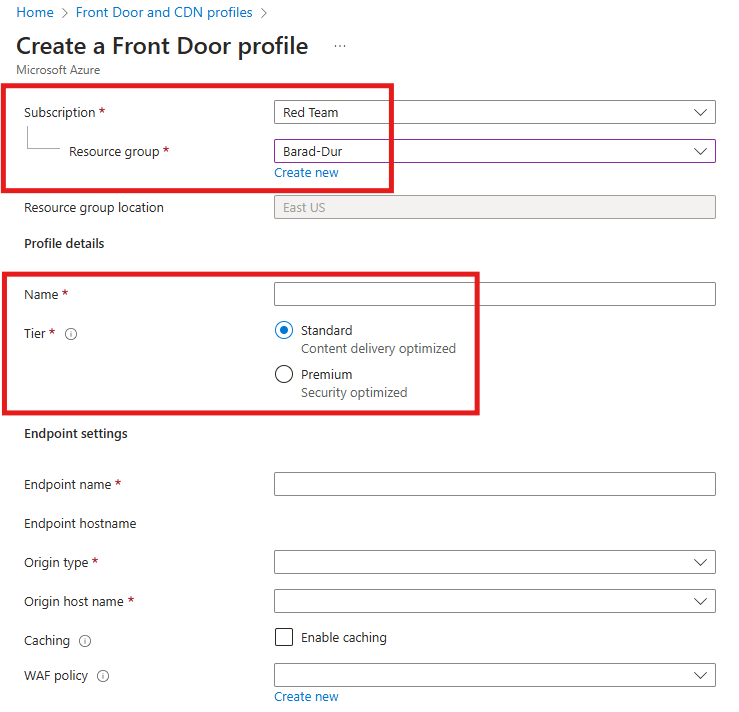 Home > Front Door and CDN profiles >
Create a Front Door profile ...
Microsoft Azure
Subscription * Red Team
Resource group * Barad-Dur
Create new
Resource group location East US
Profile details
Name *
Tier * Standard
Content delivery optimized
Premium
Security optimized
Endpoint settings
Endpoint name *
Endpoint hostname
Origin type *
Origin host name *
Caching Enable caching
WAF policy
Create new